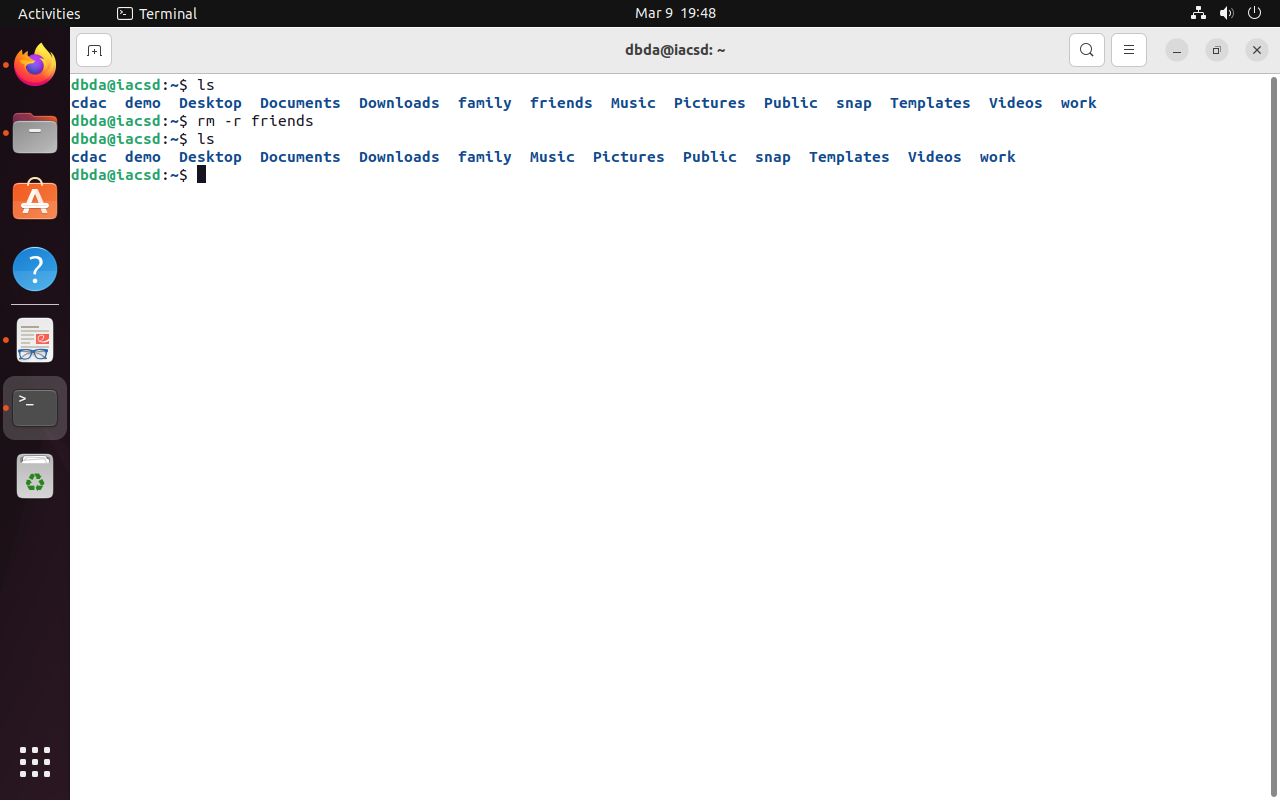 Activities
Terminal
Mar 9 19:48
dbda@iacsd: ~
dbda@iacsd:~$ ls
cdac demo Desktop Documents Downloads family friends Music Pictures Public snap Templates Videos work
dbda@iacsd:~$ rm -r friends
dbda@iacsd:~$ ls
cdac demo Desktop Documents Downloads family Music Pictures Public snap Templates Videos work
dbda@iacsd:~$